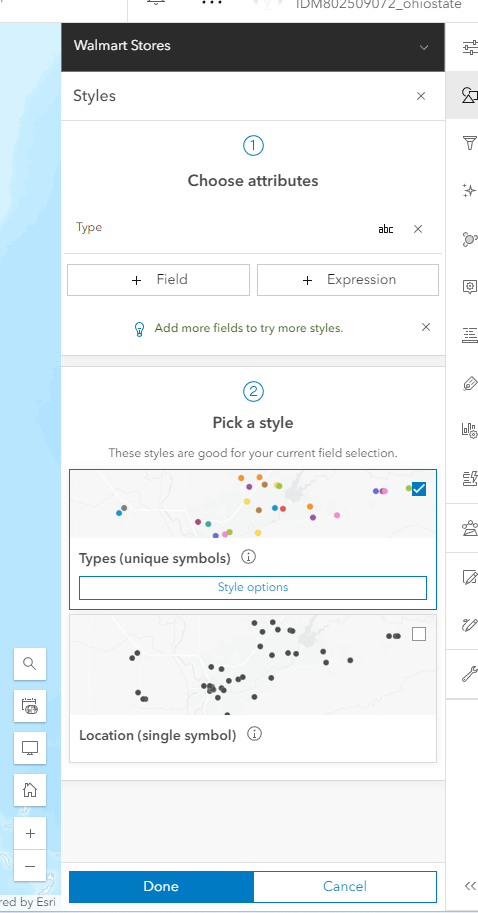 IDM802509072_ohiostate
Walmart Stores
Styles
1
Choose attributes
Type
abc
+ Field
+ Expression
Add more fields to try more styles.
2
Pick a style
These styles are good for your current field selection.
Types (unique symbols)
Style options
Location (single symbol)
Done
Cancel
red by Esri